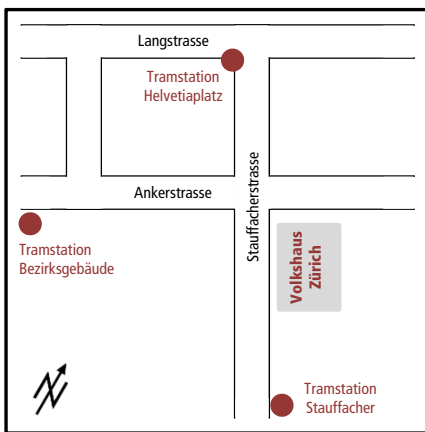 Langstrasse
Tramstation
Helvetiaplatz
Ankerstrasse
Stauffacherstrasse
Tramstation
Bezirksgebäude
Volkshaus
Zürich
Tramstation
Stauffacher
N